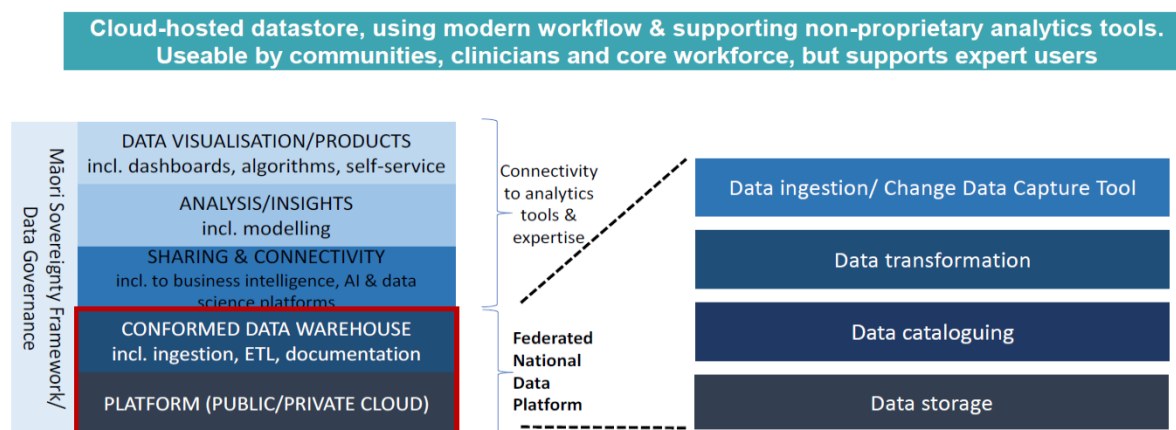 Cloud-hosted datastore, using modern workflow & supporting non-proprietary analytics tools.
Useable by communities, clinicians and core workforce, but supports expert users
Māori Sovereignty Framework/
Data Governance
DATA VISUALISATION/PRODUCTS
incl. dashboards, algorithms, self-service
ANALYSIS/INSIGHTS
incl. modelling
SHARING & CONNECTIVITY
incl. to business intelligence, AI & data
science platforms
CONFORMED DATA WAREHOUSE
incl. ingestion, ETL, documentation
PLATFORM (PUBLIC/PRIVATE CLOUD)
Connectivity
to analytics
tools &
expertise
Federated
National
Data
Platform
Data ingestion/ Change Data Capture Tool
Data transformation
Data cataloguing
Data storage